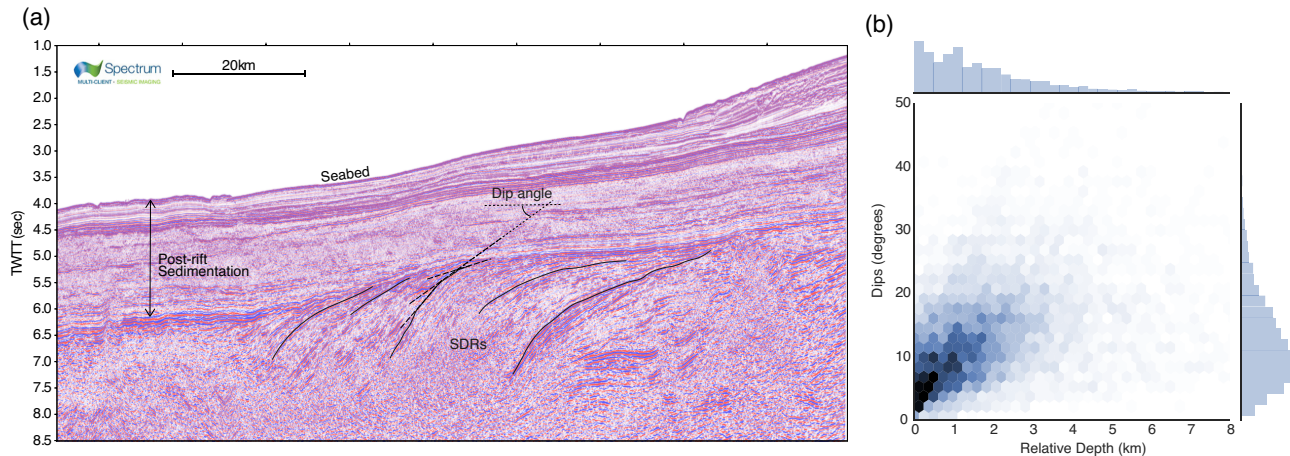 (a)
1.0
1.5
2.0
2.5
3.0
3.5
4.0
4.5
5.0
5.5
6.0
6.5
7.0
7.5
8.0
8.5
TWTT (sec)
Spectrum
MULTI-CLIENT • SEISMIC IMAGING
20km
Seabed
Dip angle
Post-rift
Sedimentation
SDRs
(b)
50
40
30
20
10
0
Dips (degrees)
0 1 2 3 4 5 6 7 8
Relative Depth (km)